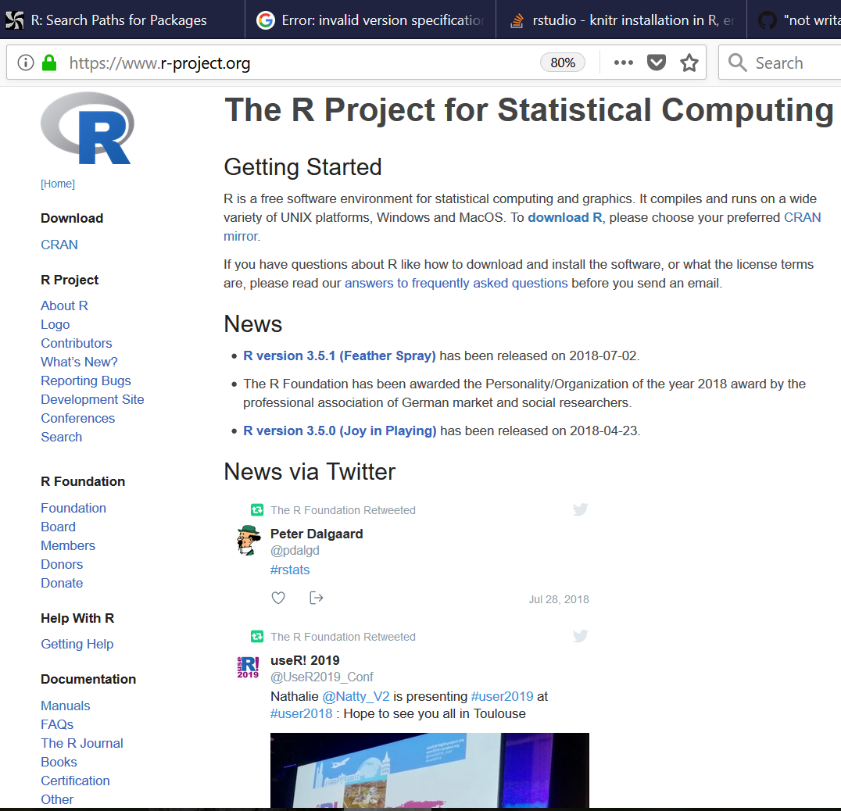 R: Search Paths for Packages
Error: invalid version specification
rstudio - knitr installation in R, er
"not writa
https://www.r-project.org
80%
Search
R
[Home]
Download
CRAN
R Project
About R
Logo
Contributors
What's New?
Reporting Bugs
Development Site
Conferences
Search
R Foundation
Foundation
Board
Members
Donors
Donate
Help With R
Getting Help
Documentation
Manuals
FAQs
The R Journal
Books
Certification
Other
The R Project for Statistical Computing
Getting Started
R is a free software environment for statistical computing and graphics. It compiles and runs on a wide
variety of UNIX platforms, Windows and MacOS. To download R, please choose your preferred CRAN
mirror.
If you have questions about R like how to download and install the software, or what the license terms
are, please read our answers to frequently asked questions before you send an email.
News
• R version 3.5.1 (Feather Spray) has been released on 2018-07-02.
• The R Foundation has been awarded the Personality/Organization of the year 2018 award by the
professional association of German market and social researchers.
• R version 3.5.0 (Joy in Playing) has been released on 2018-04-23.
News via Twitter
The R Foundation Retweeted
Peter Dalgaard
@pdalgd
#rstats
Jul 28, 2018
The R Foundation Retweeted
useR! 2019
useR! 2019
@UseR2019_Conf
Nathalie @Natty_V2 is presenting #user2019 at
#user2018 : Hope to see you all in Toulouse